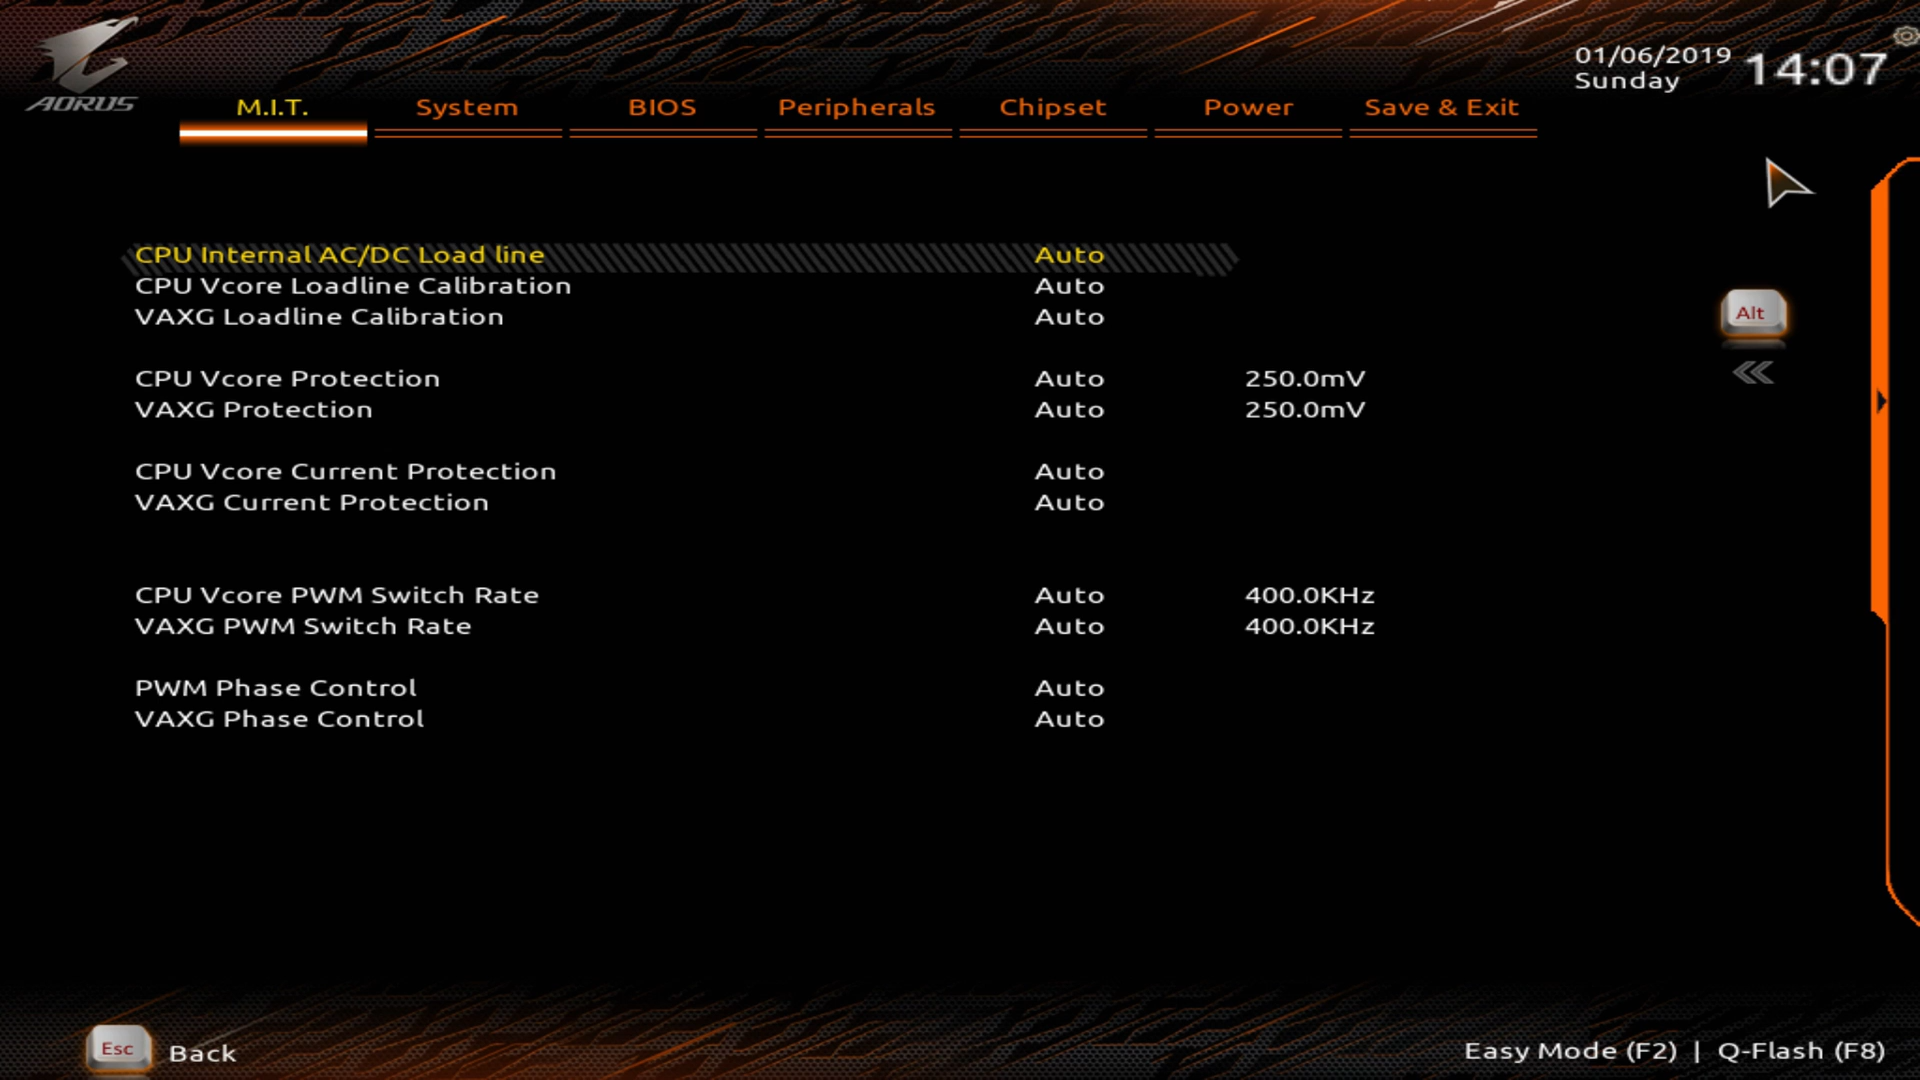 AORUS
01/06/2019 14:07
Sunday
M.I.T. System BIOS Peripherals Chipset Power Save & Exit
CPU Internal AC/DC Load line Auto
CPU Vcore Loadline Calibration Auto
VAXG Loadline Calibration Auto
Alt
CPU Vcore Protection Auto 250.0mV
VAXG Protection Auto 250.0mV
CPU Vcore Current Protection Auto
VAXG Current Protection Auto
CPU Vcore PWM Switch Rate Auto 400.0KHz
VAXG PWM Switch Rate Auto 400.0KHz
PWM Phase Control Auto
VAXG Phase Control Auto
Esc Back
Easy Mode (F2) | Q-Flash (F8)